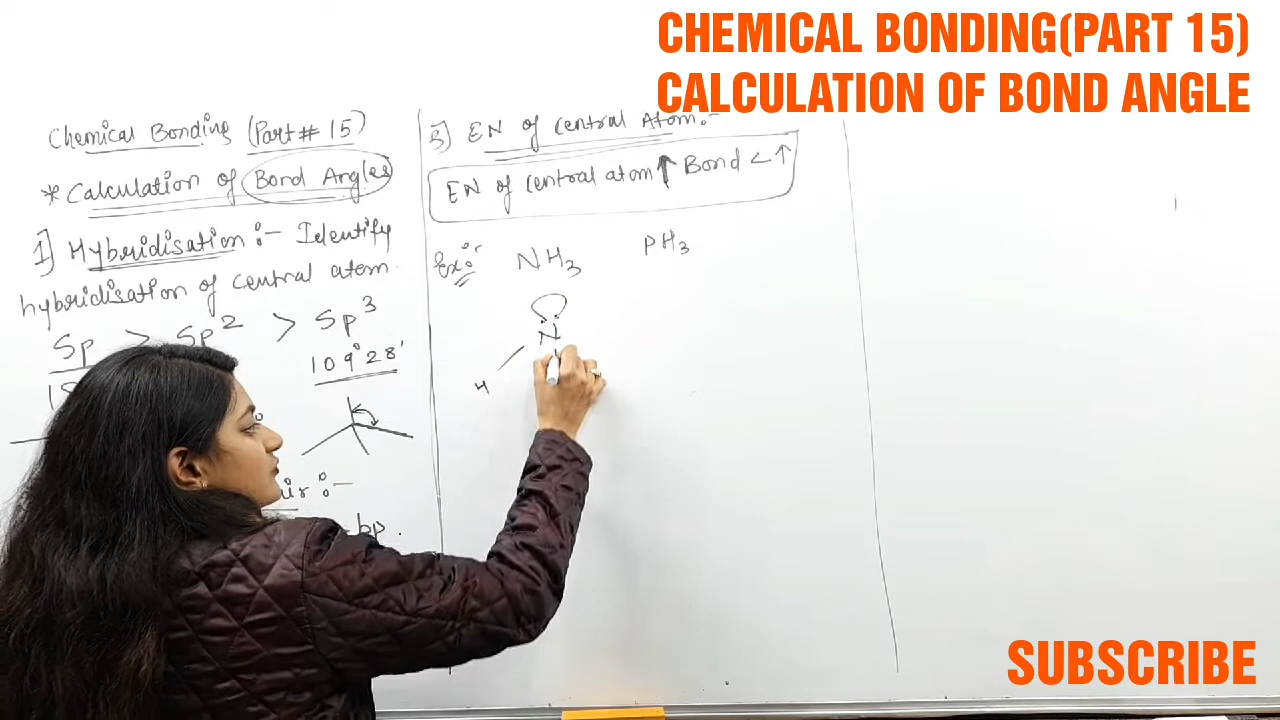 CHEMICAL BONDING(PART 15)
CALCULATION OF BOND ANGLE
Chemical Bonding (Part # 15)
* Calculation of Bond Angles
1] Hybridisation :- Identify
hybridisation of central atom.
Sp > Sp2 > Sp3
109°28'
:-
bp.
3] EN of Central Atom :-
EN of central atom ↑ Bond < ↑
Ex :- NH3 PH3
N
H
SUBSCRIBE